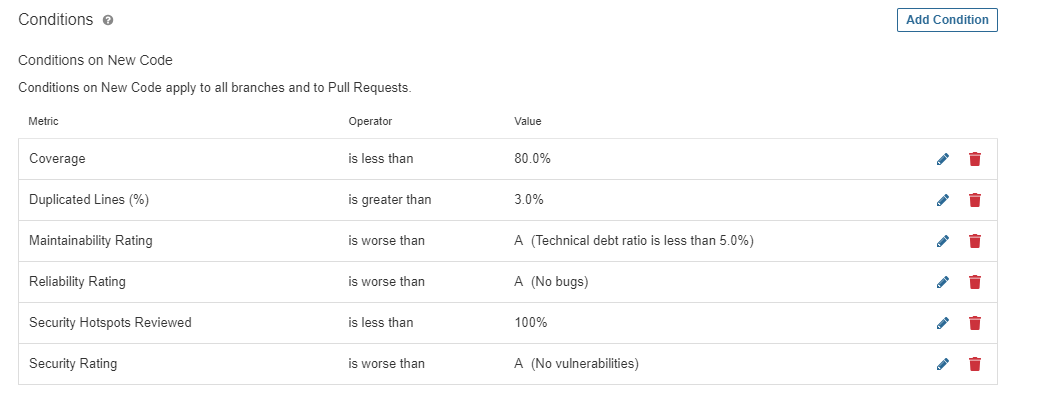 Conditions ?
Add Condition
Conditions on New Code
Conditions on New Code apply to all branches and to Pull Requests.
Metric Operator Value
Coverage is less than 80.0%
Duplicated Lines (%) is greater than 3.0%
Maintainability Rating is worse than A (Technical debt ratio is less than 5.0%)
Reliability Rating is worse than A (No bugs)
Security Hotspots Reviewed is less than 100%
Security Rating is worse than A (No vulnerabilities)